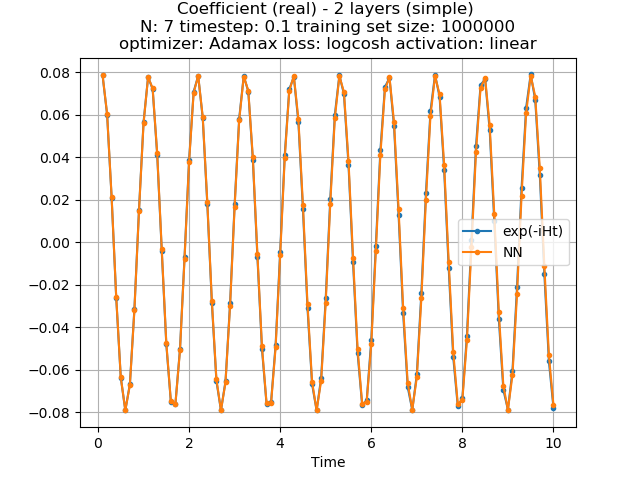 Coefficient (real) - 2 layers (simple)
N: 7 timestep: 0.1 training set size: 1000000
optimizer: Adamax loss: logcosh activation: linear
0.08
0.06
0.04
0.02
0.00
−0.02
−0.04
−0.06
−0.08
exp(-iHt)
NN
0 2 4 6 8 10
Time